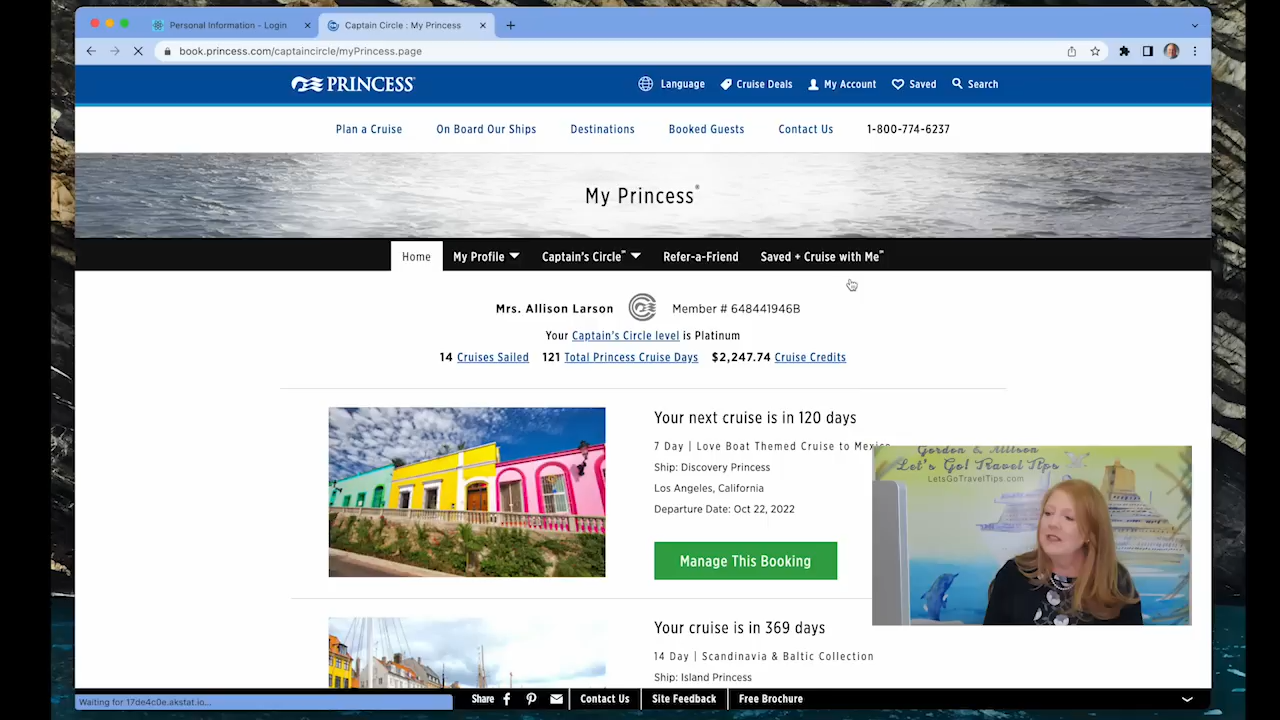 Personal Information - Login
Captain Circle : My Princess
book.princess.com/captaincircle/myPrincess.page
PRINCESS
Language
Cruise Deals
My Account
Saved
Search
Plan a Cruise
On Board Our Ships
Destinations
Booked Guests
Contact Us
1-800-774-6237
My Princess®
Home
My Profile
Captain's Circle™
Refer-a-Friend
Saved + Cruise with Me™
Mrs. Allison Larson
Member # 648441946B
Your Captain's Circle level is Platinum
14 Cruises Sailed 121 Total Princess Cruise Days $2,247.74 Cruise Credits
Your next cruise is in 120 days
7 Day | Love Boat Themed Cruise to Mexico
Ship: Discovery Princess
Los Angeles, California
Departure Date: Oct 22, 2022
Manage This Booking
Gordon & Allison
Let's Go! Travel Tips
LetsGoTravelTips.com
Your cruise is in 369 days
14 Day | Scandinavia & Baltic Collection
Ship: Island Princess
Waiting for 17de4c0e.akstat.io...
Share
Contact Us
Site Feedback
Free Brochure